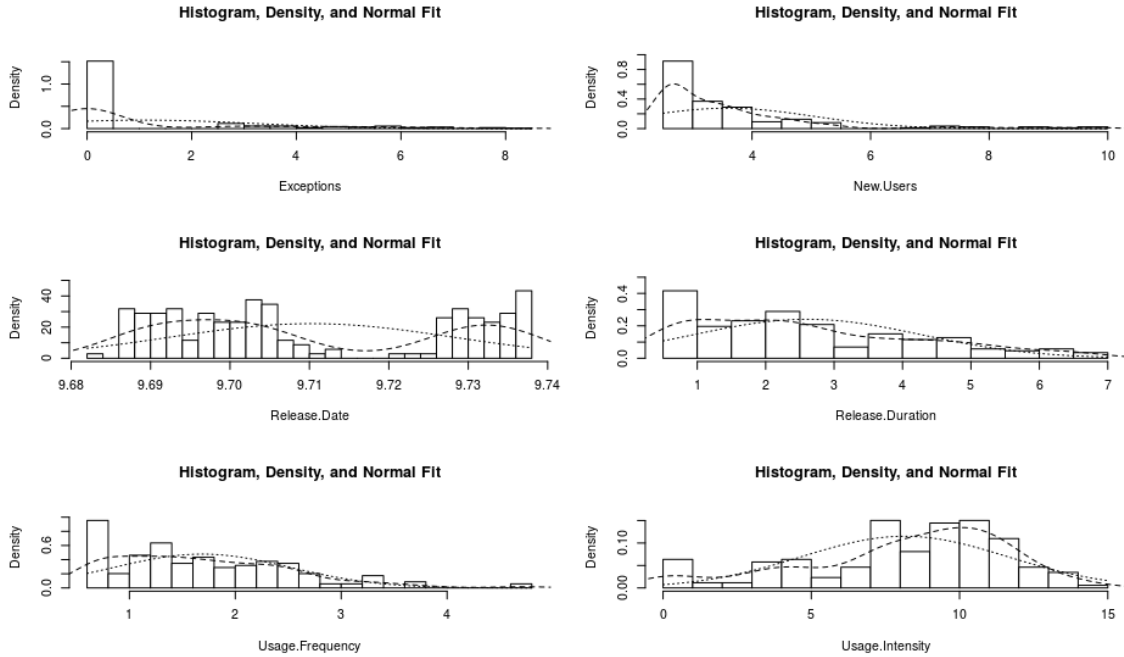 Histogram, Density, and Normal Fit
Density
0.0 1.0
0 2 4 6 8
Exceptions
Histogram, Density, and Normal Fit
Density
0.0 0.4 0.8
4 6 8 10
New.Users
Histogram, Density, and Normal Fit
Density
0 20 40
9.68 9.69 9.70 9.71 9.72 9.73 9.74
Release.Date
Histogram, Density, and Normal Fit
Density
0.0 0.2 0.4
1 2 3 4 5 6 7
Release.Duration
Histogram, Density, and Normal Fit
Density
0.0 0.6
1 2 3 4
Usage.Frequency
Histogram, Density, and Normal Fit
Density
0.00 0.10
0 5 10 15
Usage.Intensity